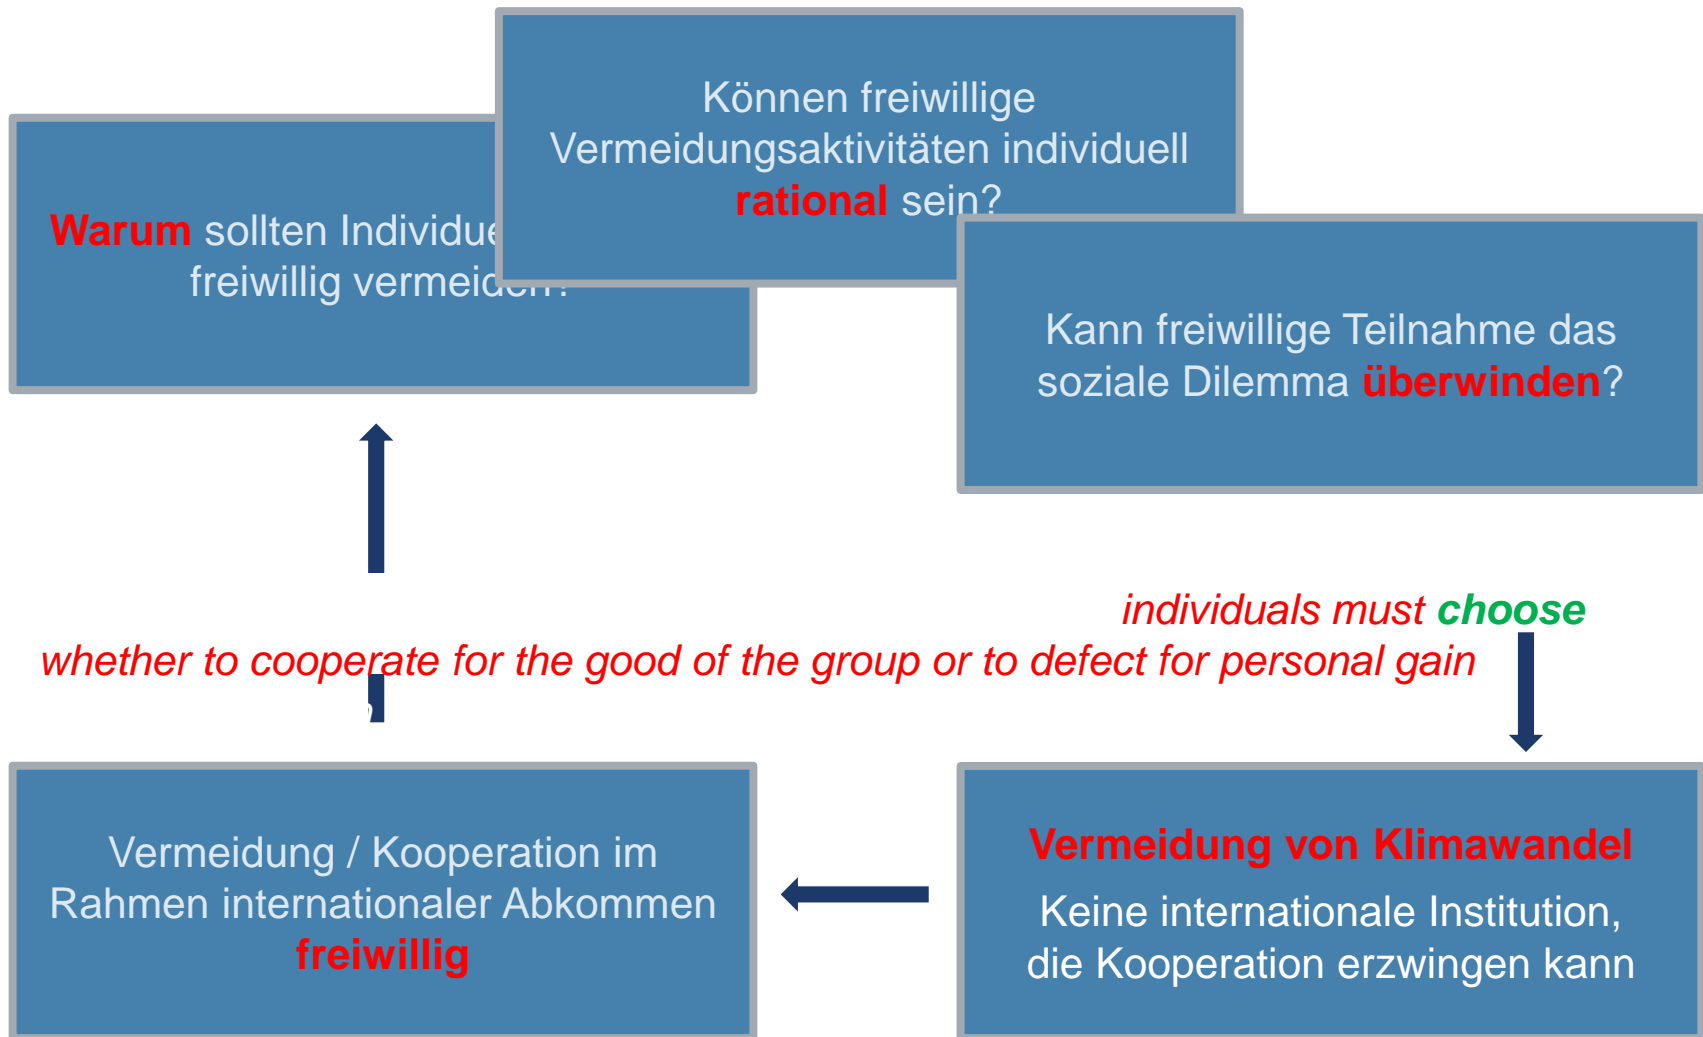 Können freiwillige
Vermeidungsaktivitäten individuell
rational sein?
Warum sollten
freiwillig vermeiden?
Kann freiwillige Teilnahme das
soziale Dilemma überwinden?
individuals must choose
whether to cooperate for the good of the group or to defect for personal gain
Vermeidung / Kooperation im
Rahmen internationaler Abkommen
freiwillig
Vermeidung von Klimawandel
Keine internationale Institution,
die Kooperation erzwingen kann